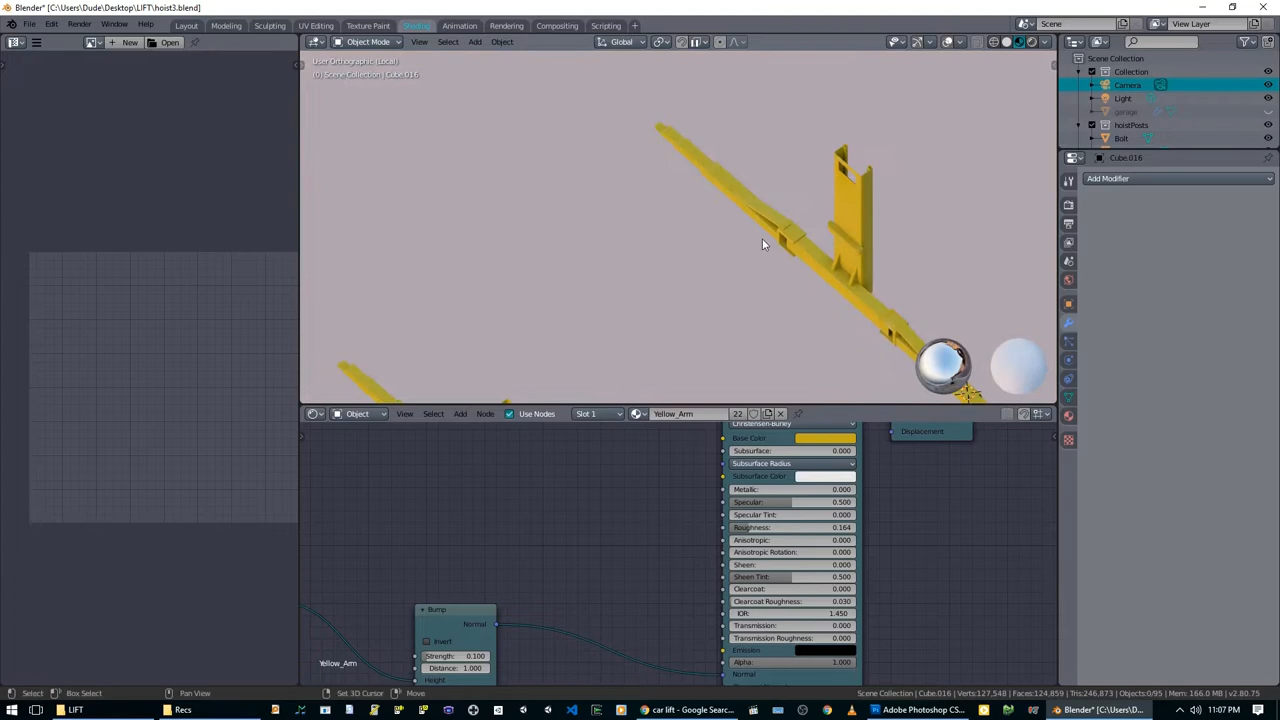 Blender* [C:\Users\Dude\Desktop\LIFT\hoist3.blend]
File Edit Render Window Help Layout Modeling Sculpting UV Editing Texture Paint Shading Animation Rendering Compositing Scripting + Scene View Layer
New Open Object Mode View Select Add Object Global
User Orthographic (Local)
(0) Scene Collection | Cube.016
Scene Collection
Collection
Camera
Light
garage
hoistPosts
Bolt
Cube.016
Add Modifier
Object View Select Add Node Use Nodes Slot 1 Yellow_Arm 22
Christensen-Burley
Base Color
Displacement
Subsurface: 0.000
Subsurface Radius
Subsurface Color
Metallic: 0.000
Specular: 0.500
Specular Tint: 0.000
Roughness: 0.164
Anisotropic: 0.000
Anisotropic Rotation: 0.000
Sheen: 0.000
Sheen Tint: 0.500
Clearcoat: 0.000
Clearcoat Roughness: 0.030
IOR: 1.450
Transmission: 0.000
Transmission Roughness: 0.000
Emission
Alpha: 1.000
Normal
Bump
Normal
Invert
Strength: 0.100
Distance: 1.000
Height
Yellow_Arm
Select Box Select Pan View Set 3D Cursor Move Scene Collection | Cube.016 | Verts:127,548 | Faces:124,859 | Tris:246,873 | Objects:0/95 | Mem: 166.0 MB | v2.80.75
LIFT Recs car lift - Google Sear... Adobe Photoshop CS... Blender* [C:\Users\D... 11:07 PM